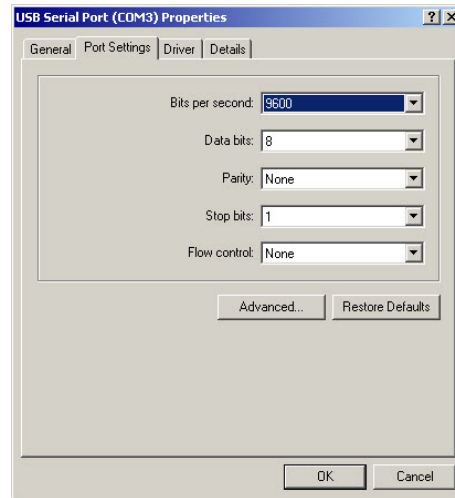 USB Serial Port (COM3) Properties
General Port Settings Driver Details
Bits per second: 9600
Data bits: 8
Parity: None
Stop bits: 1
Flow control: None
Advanced... Restore Defaults
OK Cancel